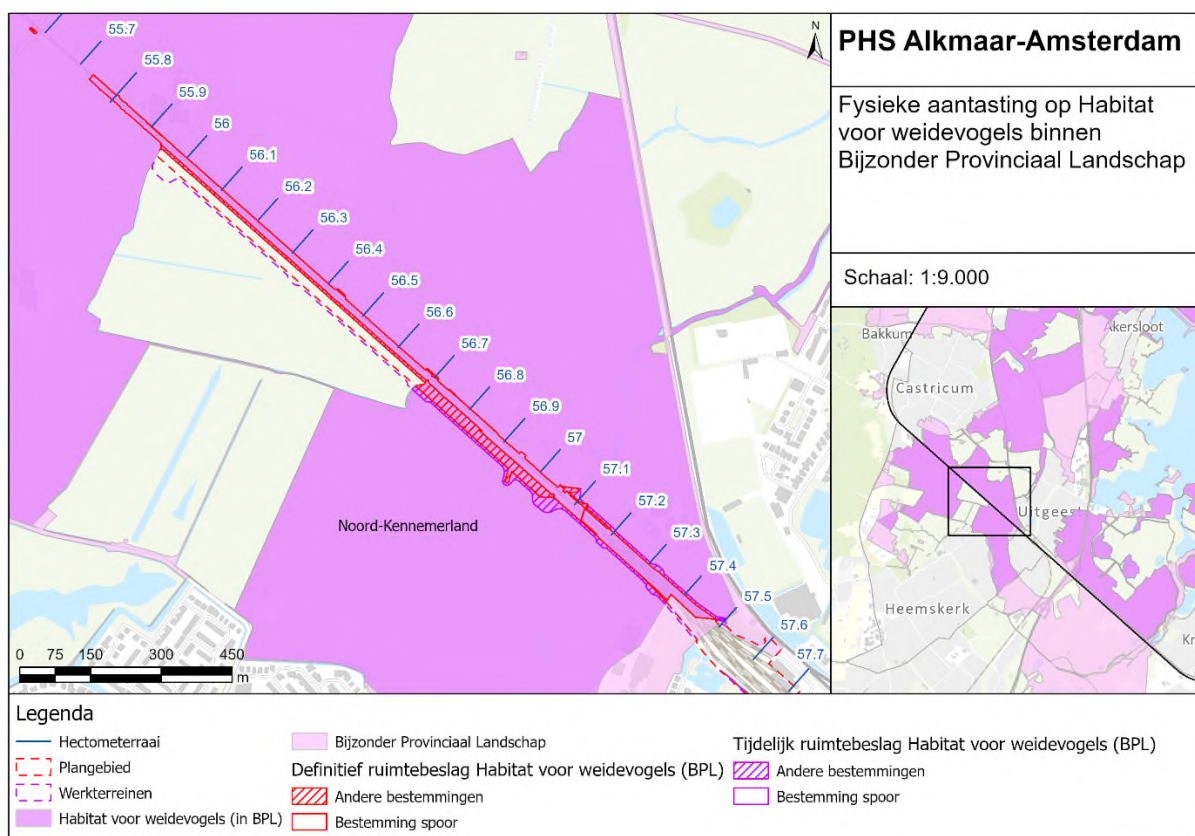 PHS Alkmaar-Amsterdam
Fysieke aantasting op Habitat
voor weidevogels binnen
Bijzonder Provinciaal Landschap
Schaal: 1:9.000
N
55.7
55.8
55.9
56
56.1
56.2
56.3
56.4
56.5
56.6
56.7
56.8
56.9
57
57.1
57.2
57.3
57.4
57.5
57.6
57.7
Noord-Kennemerland
0 75 150 300 450
m
Bakkum
Akersloot
Castricum
Uitgeest
Heemskerk
Kr
Legenda
Hectometerraai
Plangebied
Werkterreinen
Habitat voor weidevogels (in BPL)
Bijzonder Provinciaal Landschap
Definitief ruimtebeslag Habitat voor weidevogels (BPL)
Andere bestemmingen
Bestemming spoor
Tijdelijk ruimtebeslag Habitat voor weidevogels (BPL)
Andere bestemmingen
Bestemming spoor